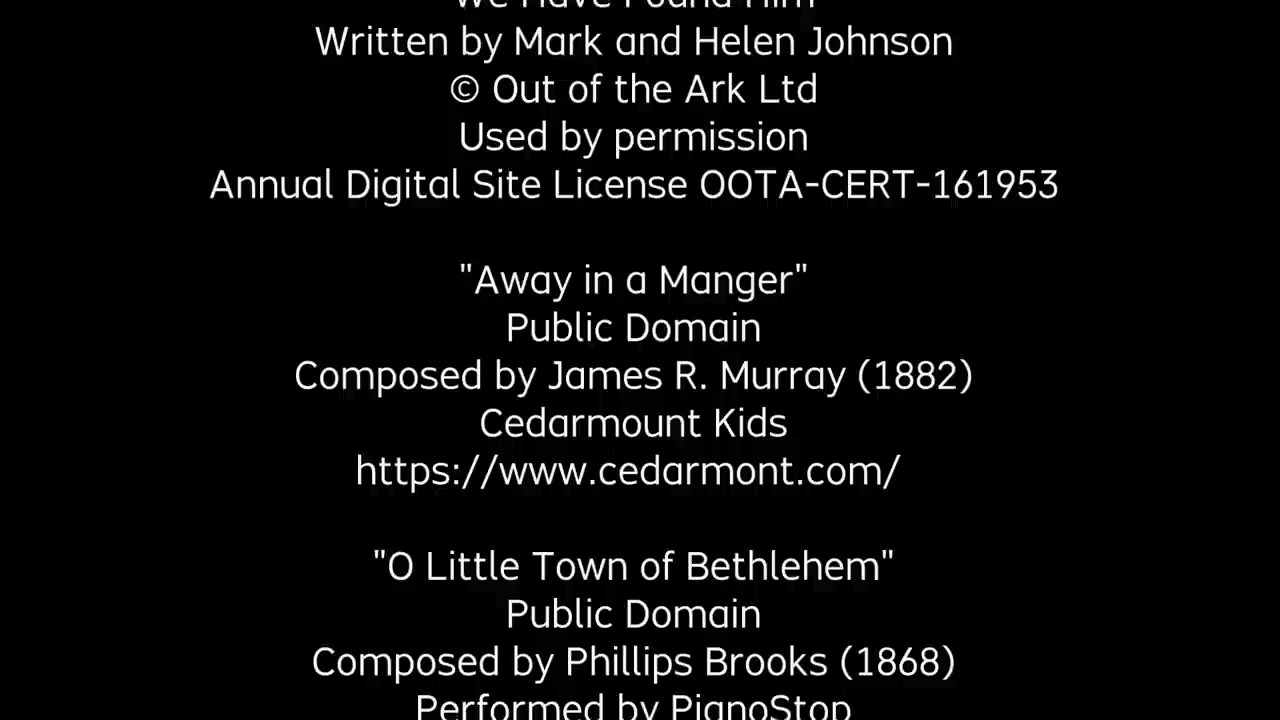 We Have Found Him
Written by Mark and Helen Johnson
© Out of the Ark Ltd
Used by permission
Annual Digital Site License OOTA-CERT-161953
"Away in a Manger"
Public Domain
Composed by James R. Murray (1882)
Cedarmount Kids
https://www.cedarmont.com/
"O Little Town of Bethlehem"
Public Domain
Composed by Phillips Brooks (1868)
Performed by PianoStop